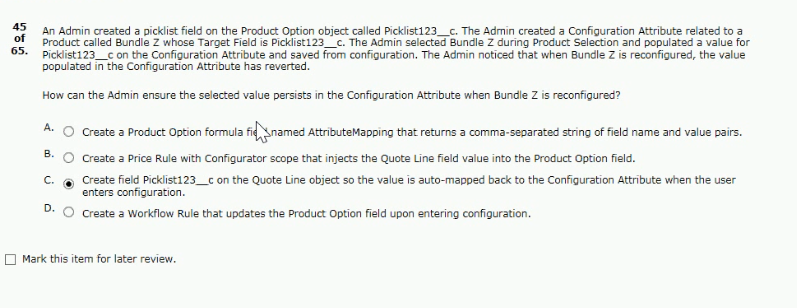 45 of 65.
An Admin created a picklist field on the Product Option object called Picklist123__c. The Admin created a Configuration Attribute related to a
Product called Bundle Z whose Target Field is Picklist123__c. The Admin selected Bundle Z during Product Selection and populated a value for
Picklist123__c on the Configuration Attribute and saved from configuration. The Admin noticed that when Bundle Z is reconfigured, the value
populated in the Configuration Attribute has reverted.
How can the Admin ensure the selected value persists in the Configuration Attribute when Bundle Z is reconfigured?
A. Create a Product Option formula named AttributeMapping that returns a comma-separated string of field name and value pairs.
B. Create a Price Rule with Configurator scope that injects the Quote Line field value into the Product Option field.
C. Create field Picklist123__c on the Quote Line object so the value is auto-mapped back to the Configuration Attribute when the user
enters configuration.
D. Create a Workflow Rule that updates the Product Option field upon entering configuration.
Mark this item for later review.